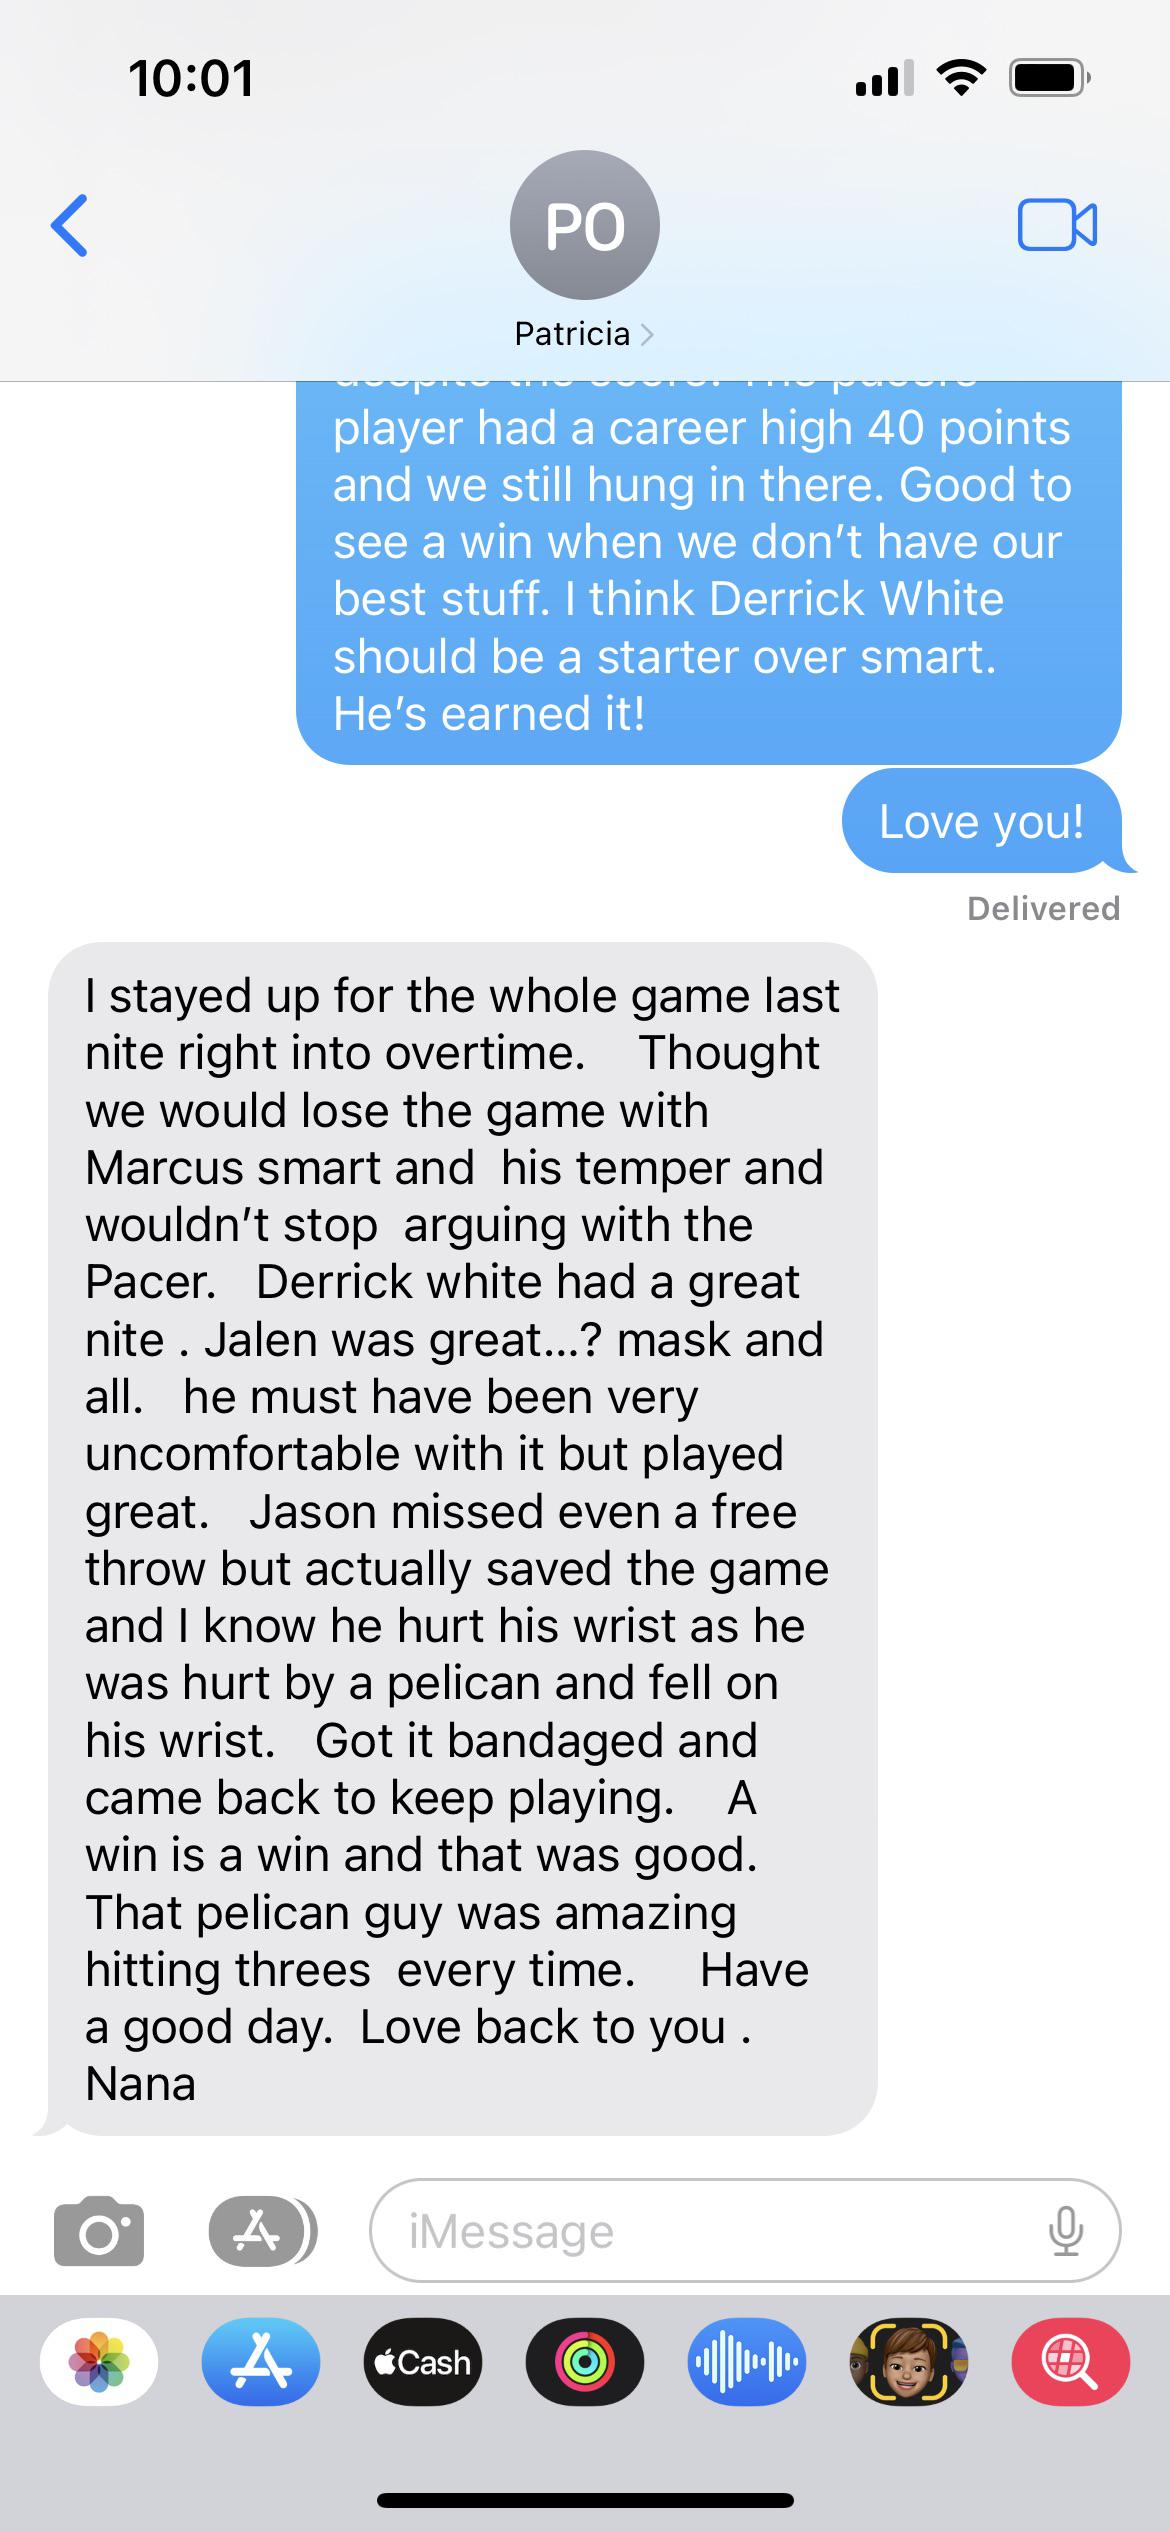 10:01
PO
Patricia
despite the score. The pacers
player had a career high 40 points
and we still hung in there. Good to
see a win when we don’t have our
best stuff. I think Derrick White
should be a starter over smart.
He’s earned it!
Love you!
Delivered
I stayed up for the whole game last
nite right into overtime.    Thought
we would lose the game with
Marcus smart and  his temper and
wouldn’t stop  arguing with the
Pacer.   Derrick white had a great
nite . Jalen was great...? mask and
all.   he must have been very
uncomfortable with it but played
great.   Jason missed even a free
throw but actually saved the game
and I know he hurt his wrist as he
was hurt by a pelican and fell on
his wrist.   Got it bandaged and
came back to keep playing.    A
win is a win and that was good.
That pelican guy was amazing
hitting threes  every time.     Have
a good day.  Love back to you .
Nana
iMessage
Cash